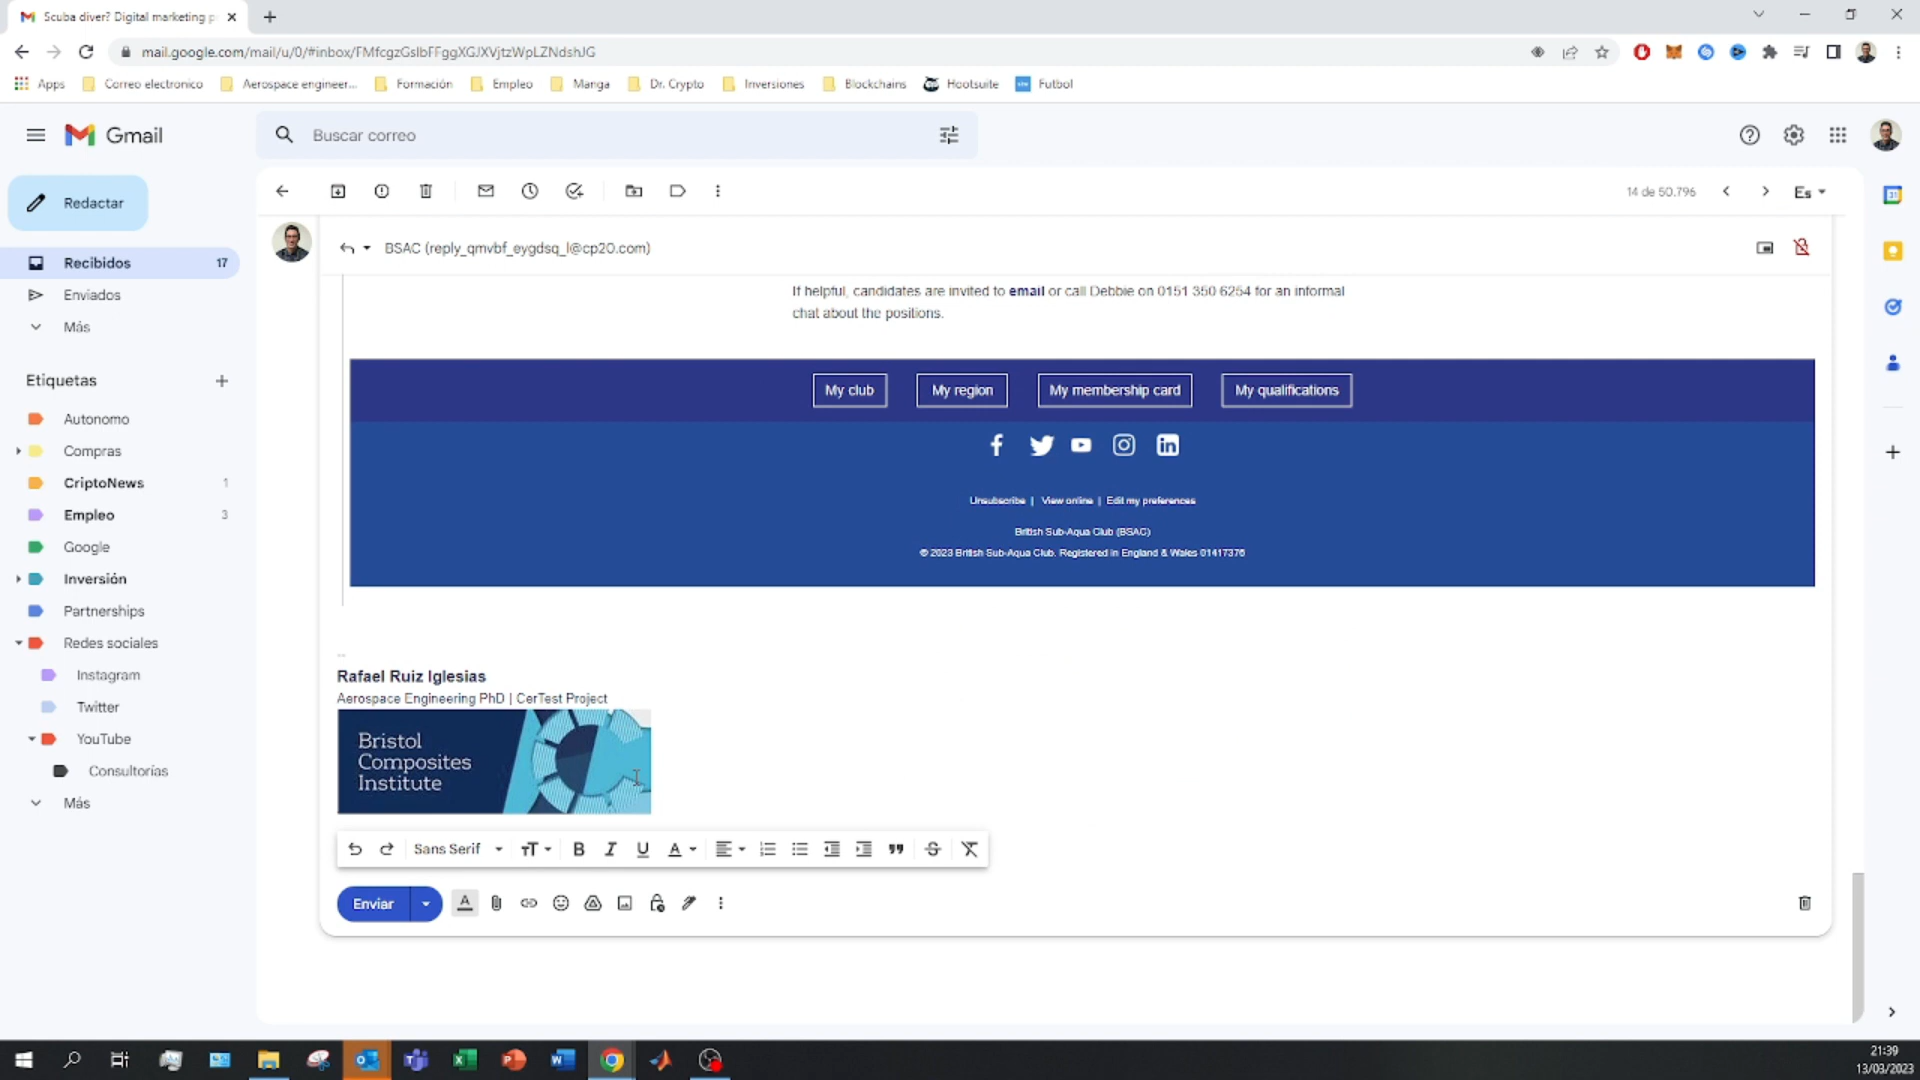 Scuba diver? Digital marketing p
mail.google.com/mail/u/0/#inbox/FMfcgzGslbFFggXGJXVjtzWpLZNdshJG
Apps
Correo electronico
Aerospace engineer...
Formación
Empleo
Manga
Dr. Crypto
Inversiones
Blockchains
Hootsuite
Futbol
Gmail
Buscar correo
Redactar
14 de 50.796
Es
Recibidos 17
Enviados
Más
Etiquetas
Autonomo
Compras
CriptoNews 1
Empleo 3
Google
Inversión
Partnerships
Redes sociales
Instagram
Twitter
YouTube
Consultorías
Más
BSAC (reply_qmvbf_eygdsq_l@cp20.com)
If helpful, candidates are invited to email or call Debbie on 0151 350 6254 for an informal
chat about the positions.
My club
My region
My membership card
My qualifications
Unsubscribe | View online | Edit my preferences
British Sub-Aqua Club (BSAC)
© 2023 British Sub-Aqua Club. Registered in England & Wales 01417376
--
Rafael Ruiz Iglesias
Aerospace Engineering PhD | CerTest Project
Bristol
Composites
Institute
Sans Serif
Enviar
21:39
13/03/2023